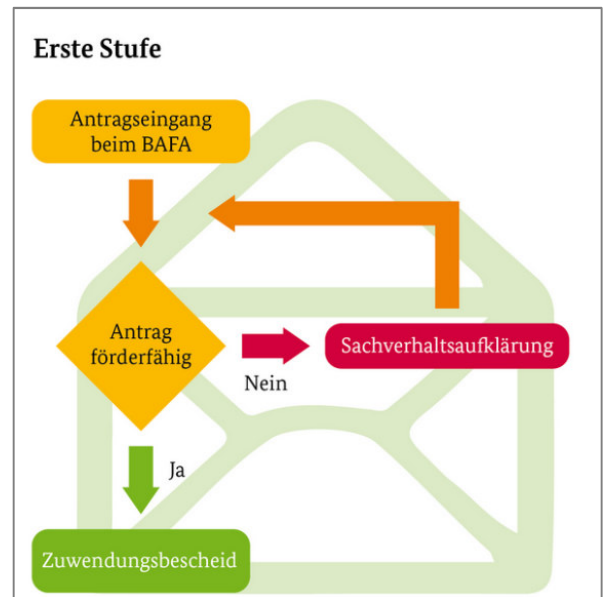 Erste Stufe
Antragseingang
beim BAFA
Antrag
förderfähig
Nein
Sachverhaltsaufklärung
Ja
Zuwendungsbescheid